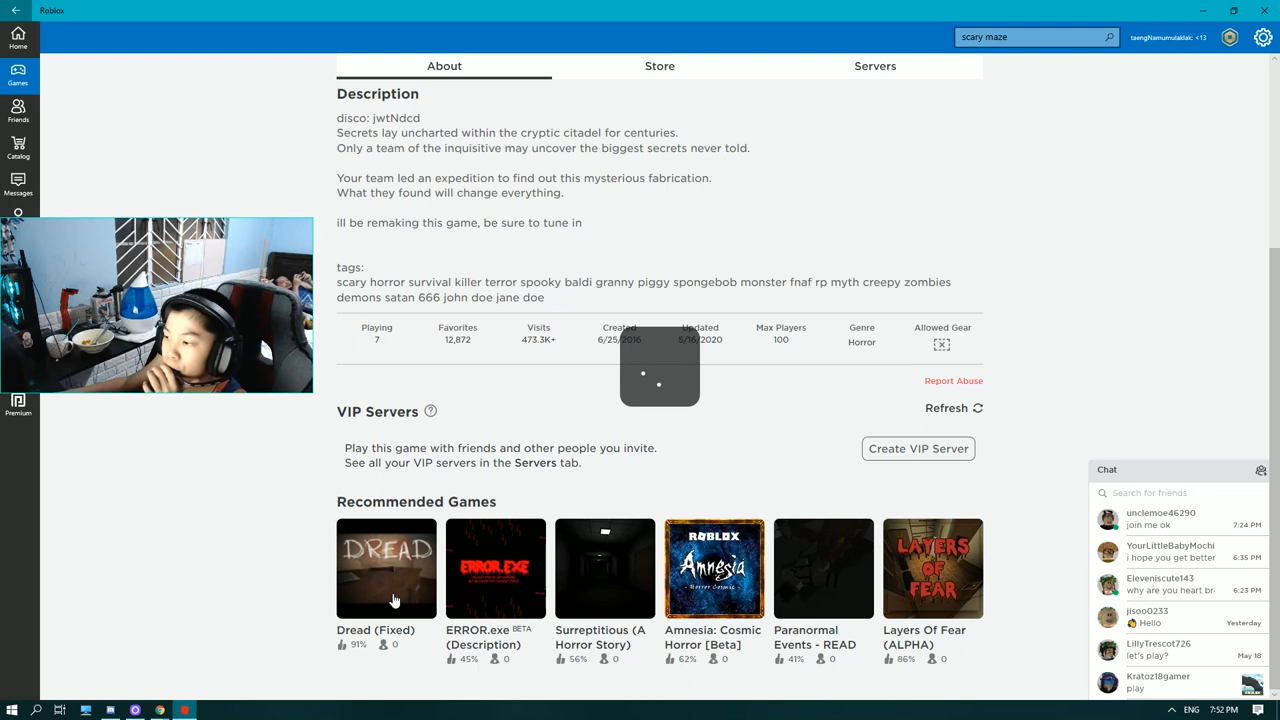 Roblox
Home
Games
Friends
Catalog
Messages
Premium
scary maze
taengNamumulaklak: <13
About
Store
Servers
Description
disco: jwtNdcd
Secrets lay uncharted within the cryptic citadel for centuries.
Only a team of the inquisitive may uncover the biggest secrets never told.
Your team led an expedition to find out this mysterious fabrication.
What they found will change everything.
ill be remaking this game, be sure to tune in
tags:
scary horror survival killer terror spooky baldi granny piggy spongebob monster fnaf rp myth creepy zombies
demons satan 666 john doe jane doe
Playing
7
Favorites
12,872
Visits
473.3K+
Created
6/25/2016
Updated
5/16/2020
Max Players
100
Genre
Horror
Allowed Gear
Report Abuse
VIP Servers
Refresh
Play this game with friends and other people you invite.
See all your VIP servers in the Servers tab.
Create VIP Server
Recommended Games
DREAD
Dread (Fixed)
91% 0
ERROR.EXE
ERROR.exe BETA
(Description)
45% 0
Surreptitious (A
Horror Story)
56% 0
ROBLOX
Amnesia
Horror Cosmic
Amnesia: Cosmic
Horror [Beta]
62% 0
Paranormal
Events - READ
41% 0
LAYERS
OF
FEAR
Layers Of Fear
(ALPHA)
86% 0
Chat
Search for friends
unclemoe46290
join me ok 7:24 PM
YourLittleBabyMochi
i hope you get better 6:35 PM
Eleveniscute143
why are you heart br 6:23 PM
jisoo0233
Hello Yesterday
LillyTrescot726
let's play? May 18
Kratoz18gamer
play
ENG 7:52 PM